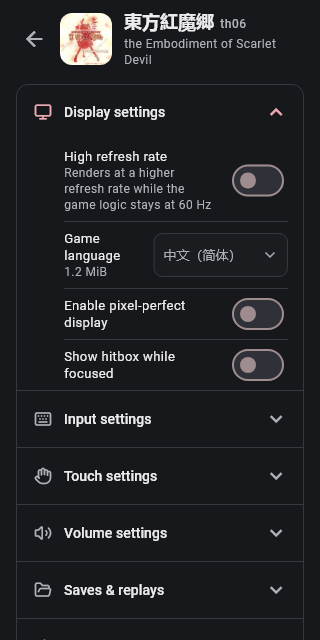 東方紅魔郷 th06
the Embodiment of Scarlet
Devil
Display settings
High refresh rate
Renders at a higher
refresh rate while the
game logic stays at 60 Hz
Game
language
1.2 MiB
中文（简体）
Enable pixel-perfect
display
Show hitbox while
focused
Input settings
Touch settings
Volume settings
Saves & replays